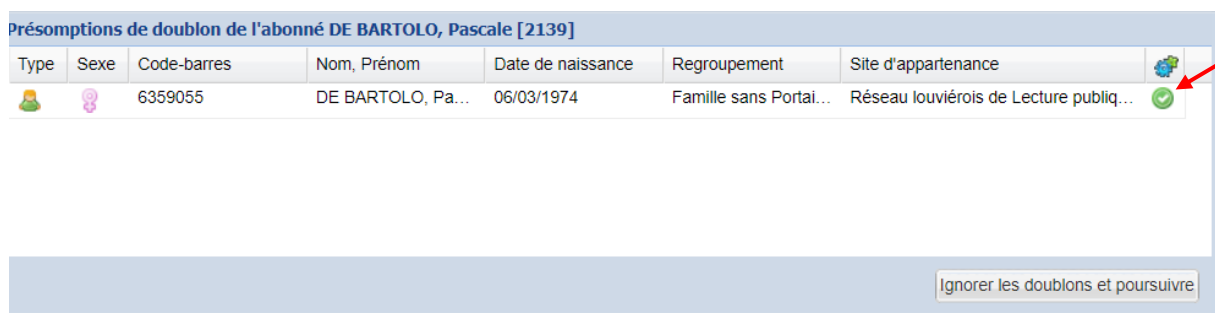 Présomptions de doublon de l'abonné DE BARTOLO, Pascale [2139]
Type Sexe Code-barres Nom, Prénom Date de naissance Regroupement Site d'appartenance
6359055 DE BARTOLO, Pa... 06/03/1974 Famille sans Portai... Réseau louviérois de Lecture publiq...
Ignorer les doublons et poursuivre